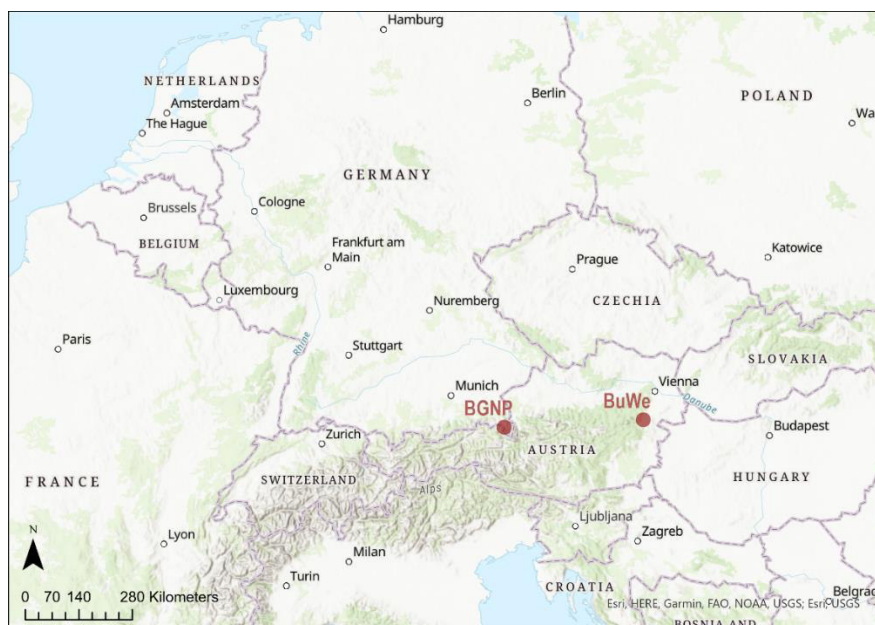 Hamburg
NETHERLANDS
Amsterdam
The Hague
Berlin
POLAND
Wa
GERMANY
Brussels
BELGIUM
Cologne
Frankfurt am
Main
Luxembourg
Prague
CZECHIA
Katowice
Nuremberg
Paris
Rhine
Stuttgart
SLOVAKIA
Munich
Vienna
BGNP
BuWe
Danube
Zurich
AUSTRIA
Budapest
FRANCE
SWITZERLAND
Alps
HUNGARY
N
Lyon
Ljubljana
Zagreb
Milan
Turin
CROATIA
Belgrad
0 70 140 280 Kilometers
Esri, HERE, Garmin, FAO, NOAA, USGS; Esri, USGS
BOSNIA AND